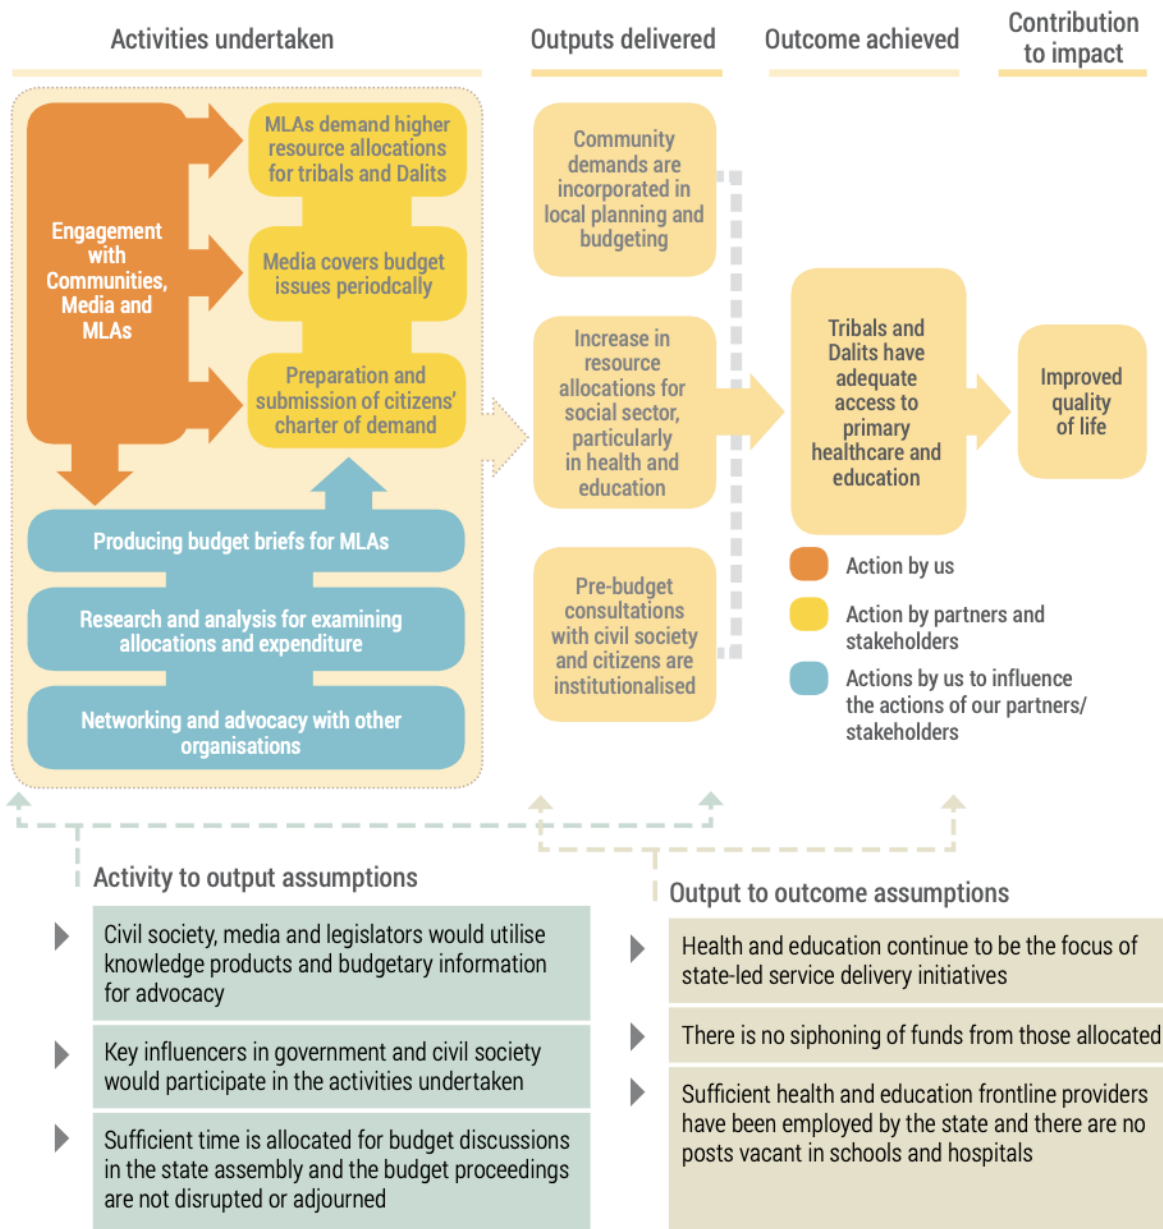 Activities undertaken
Outputs delivered
Outcome achieved
Contribution
to impact
Engagement
with
Communities,
Media and
MLAs
MLAs demand higher
resource allocations
for tribals and Dalits
Media covers budget
issues periodcally
Preparation and
submission of citizens'
charter of demand
Producing budget briefs for MLAs
Research and analysis for examining
allocations and expenditure
Networking and advocacy with other
organisations
Community
demands are
incorporated in
local planning and
budgeting
Increase in
resource
allocations for
social sector,
particularly
in health and
education
Pre-budget
consultations
with civil society
and citizens are
institutionalised
Tribals and
Dalits have
adequate
access to
primary
healthcare and
education
Improved
quality
of life
Action by us
Action by partners and
stakeholders
Actions by us to influence
the actions of our partners/
stakeholders
Activity to output assumptions
Civil society, media and legislators would utilise
knowledge products and budgetary information
for advocacy
Key influencers in government and civil society
would participate in the activities undertaken
Sufficient time is allocated for budget discussions
in the state assembly and the budget proceedings
are not disrupted or adjourned
Output to outcome assumptions
Health and education continue to be the focus of
state-led service delivery initiatives
There is no siphoning of funds from those allocated
Sufficient health and education frontline providers
have been employed by the state and there are no
posts vacant in schools and hospitals